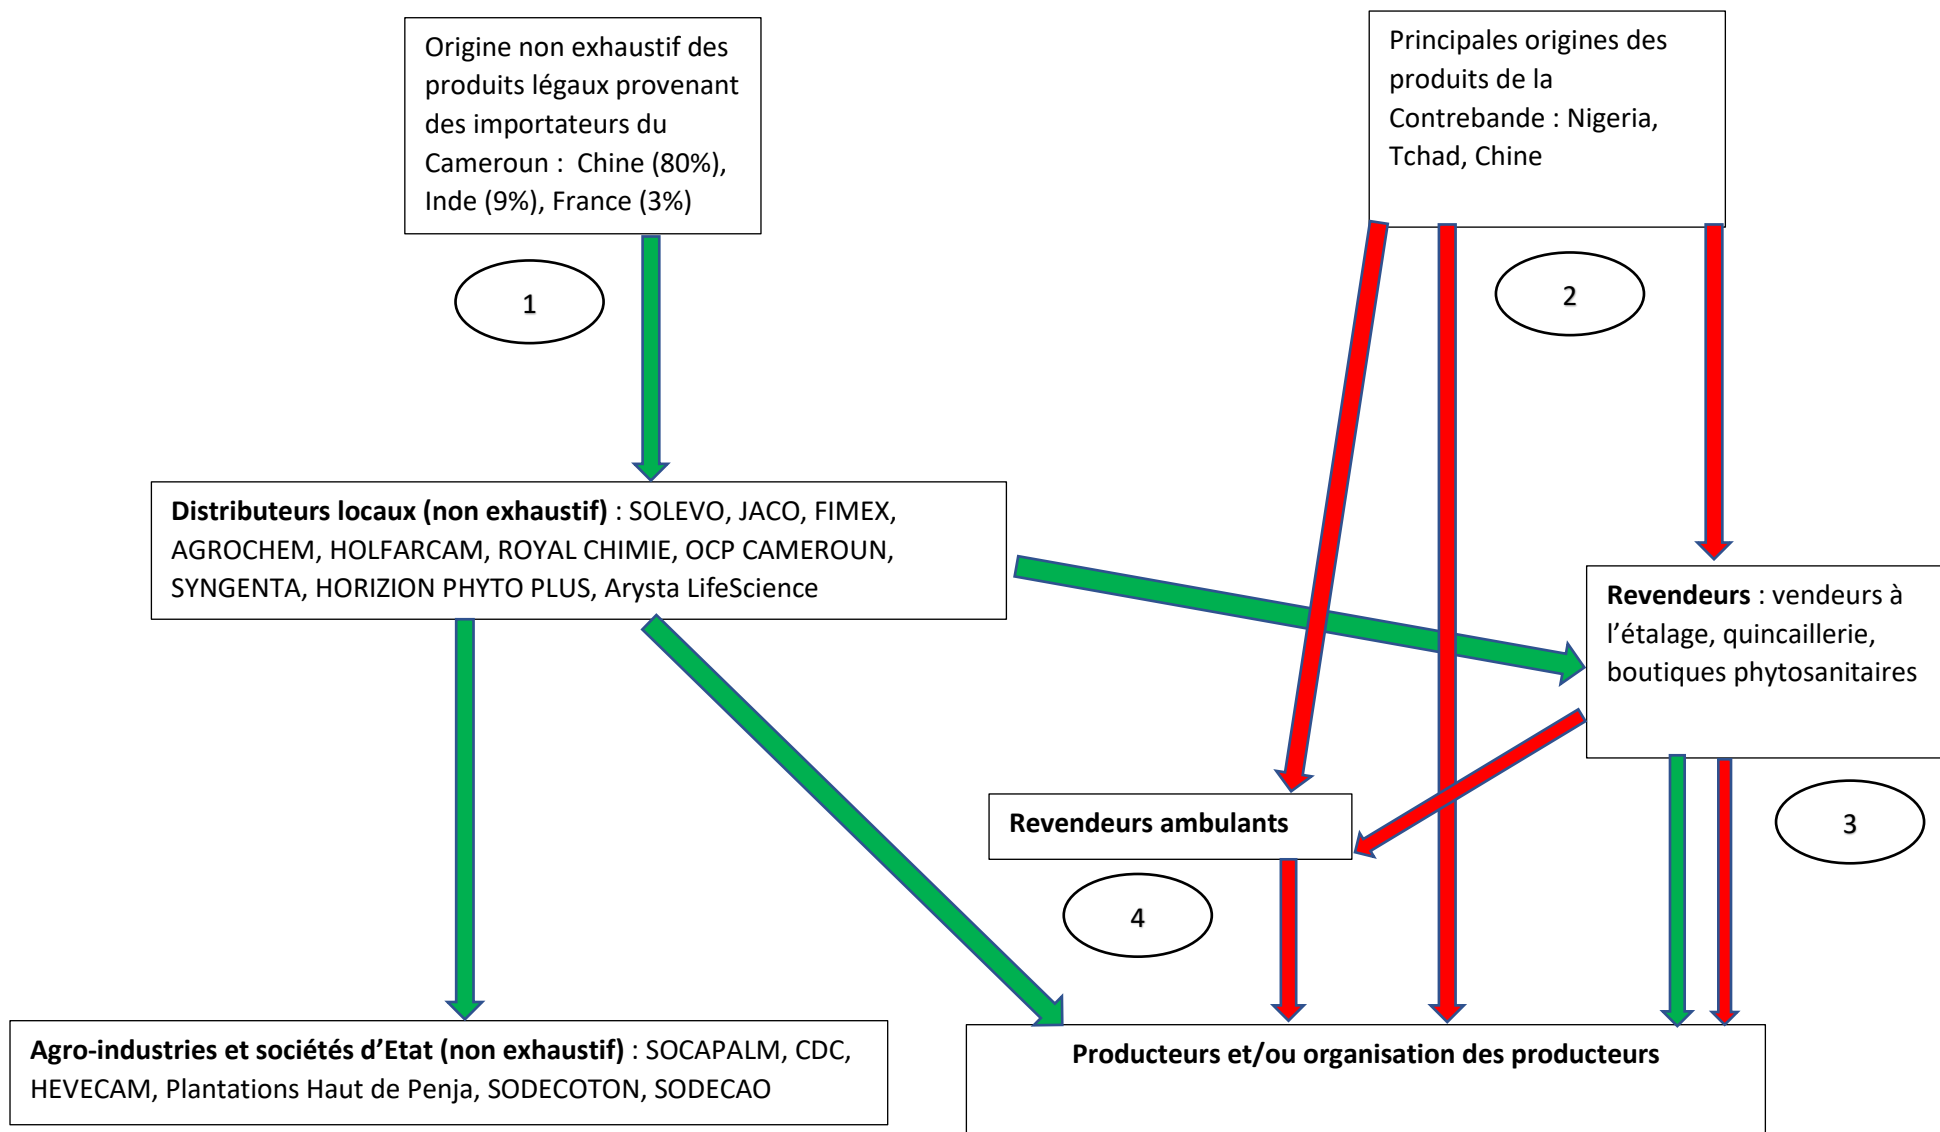 Origine non exhaustif des
produits légaux provenant
des importateurs du
Cameroun :  Chine (80%),
Inde (9%), France (3%)
Principales origines des
produits de la
Contrebande : Nigeria,
Tchad, Chine
1
2
Distributeurs locaux (non exhaustif) : SOLEVO, JACO, FIMEX,
AGROCHEM, HOLFARCAM, ROYAL CHIMIE, OCP CAMEROUN,
SYNGENTA, HORIZION PHYTO PLUS, Arysta LifeScience
Revendeurs : vendeurs à
l’étalage, quincaillerie,
boutiques phytosanitaires
Revendeurs ambulants
3
4
Agro-industries et sociétés d’Etat (non exhaustif) : SOCAPALM, CDC,
HEVECAM, Plantations Haut de Penja, SODECOTON, SODECAO
Producteurs et/ou organisation des producteurs